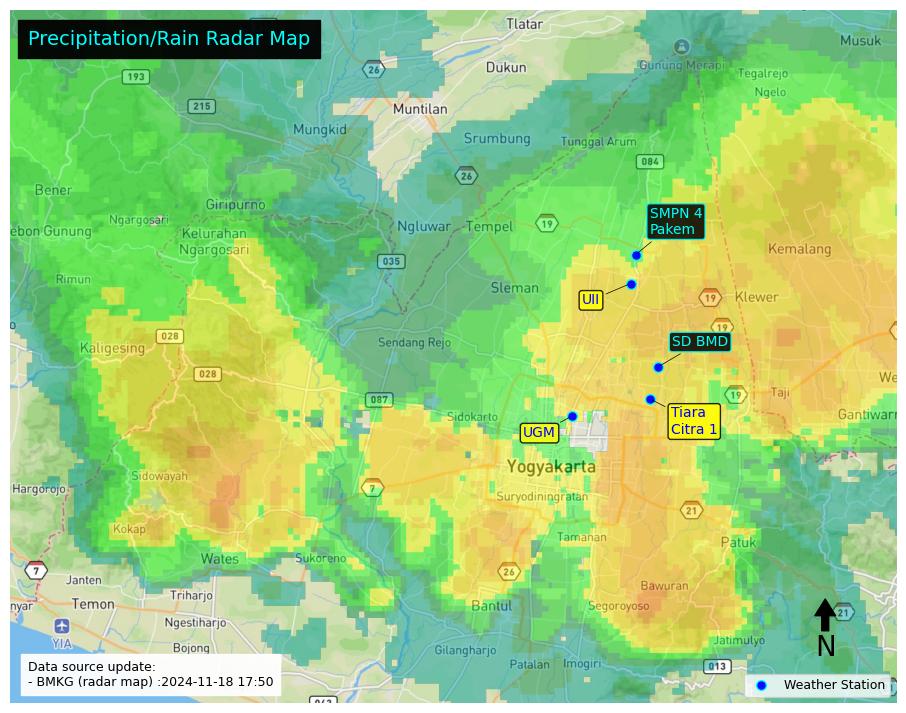 Precipitation/Rain Radar Map
Tlatar
Musuk
26
Gunung Merapi
193
Dukun
Tegalrejo
Ngelo
215
Muntilan
Mungkid
Srumbung
Tunggal Arum
084
26
Bener
Giripurno
Ngargosari
SMPN 4
Pakem
ebon Gunung
Kelurahan
Ngargosari
Ngluwar
Tempel
19
Kemalang
035
Rimun
Sleman
UII
19
Klewer
19
028
Kaligesing
Sendang Rejo
SD BMD
028
We
087
19
Taji
Sidokarto
Tiara
Citra 1
Gantiwarn
UGM
Yogyakarta
Sidowayah
Hargorojo
7
Suryodiningratan
21
Kokap
Tamanan
Patuk
Wates
Sukoreno
7
26
Janten
Bawuran
Triharjo
nyar
Temon
Bantul
Segoroyoso
21
Ngestiharjo
YIA
Jatimulyo
N
Bojong
Gilangharjo
Patalan
Imogiri
013
Data source update:
- BMKG (radar map) :2024-11-18 17:50
Weather Station